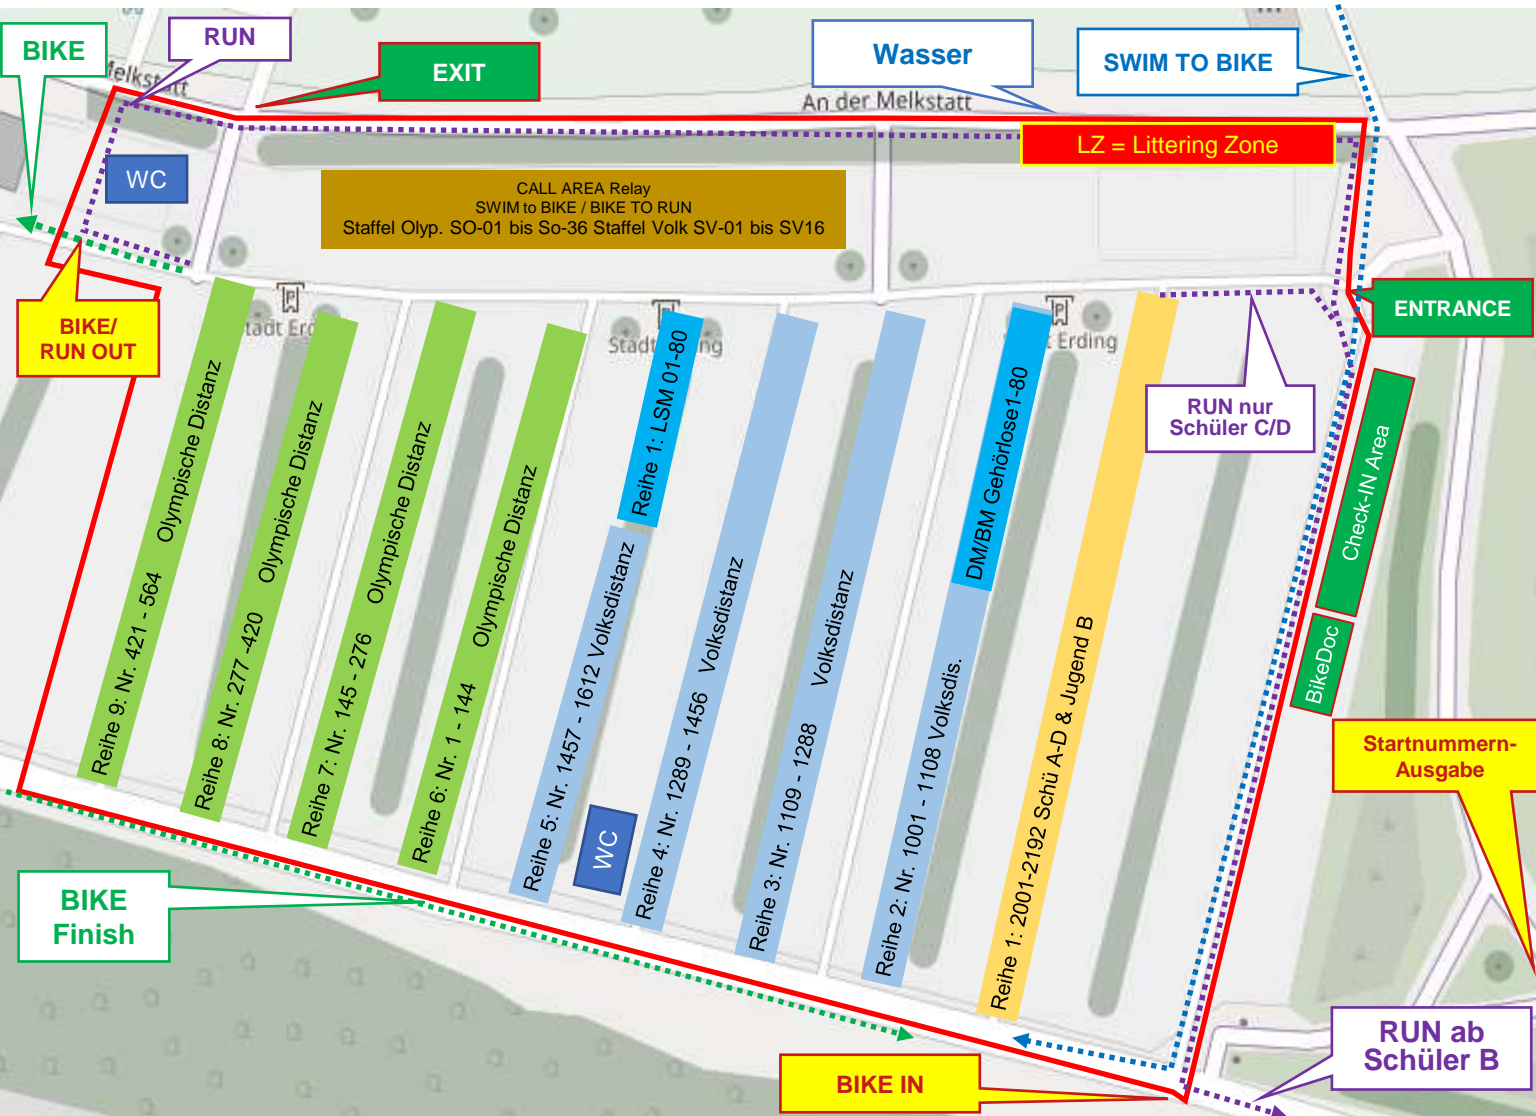 BIKE
RUN
EXIT
Wasser
SWIM TO BIKE
Melkstatt
An der Melkstatt
LZ = Littering Zone
WC
CALL AREA Relay
SWIM to BIKE / BIKE TO RUN
Staffel Olyp. SO-01 bis So-36 Staffel Volk SV-01 bis SV16
ENTRANCE
BIKE/
RUN OUT
RUN nur
Schüler C/D
Reihe 9: Nr. 421 - 564 Olympische Distanz
Reihe 8: Nr. 277 -420 Olympische Distanz
Reihe 7: Nr. 145 - 276 Olympische Distanz
Reihe 6: Nr. 1 - 144 Olympische Distanz
Reihe 5: Nr. 1457 - 1612 Volksdistanz
Reihe 1: LSM 01-80
Reihe 4: Nr. 1289 - 1456 Volksdistanz
Reihe 3: Nr. 1109 - 1288 Volksdistanz
Reihe 2: Nr. 1001 - 1108 Volksdis.
DM/BM Gehörlose1-80
Reihe 1: 2001-2192 Schü A-D & Jugend B
Erding
P
P
Check-IN Area
BikeDoc
WC
Startnummern-
Ausgabe
BIKE
Finish
BIKE IN
RUN ab
Schüler B